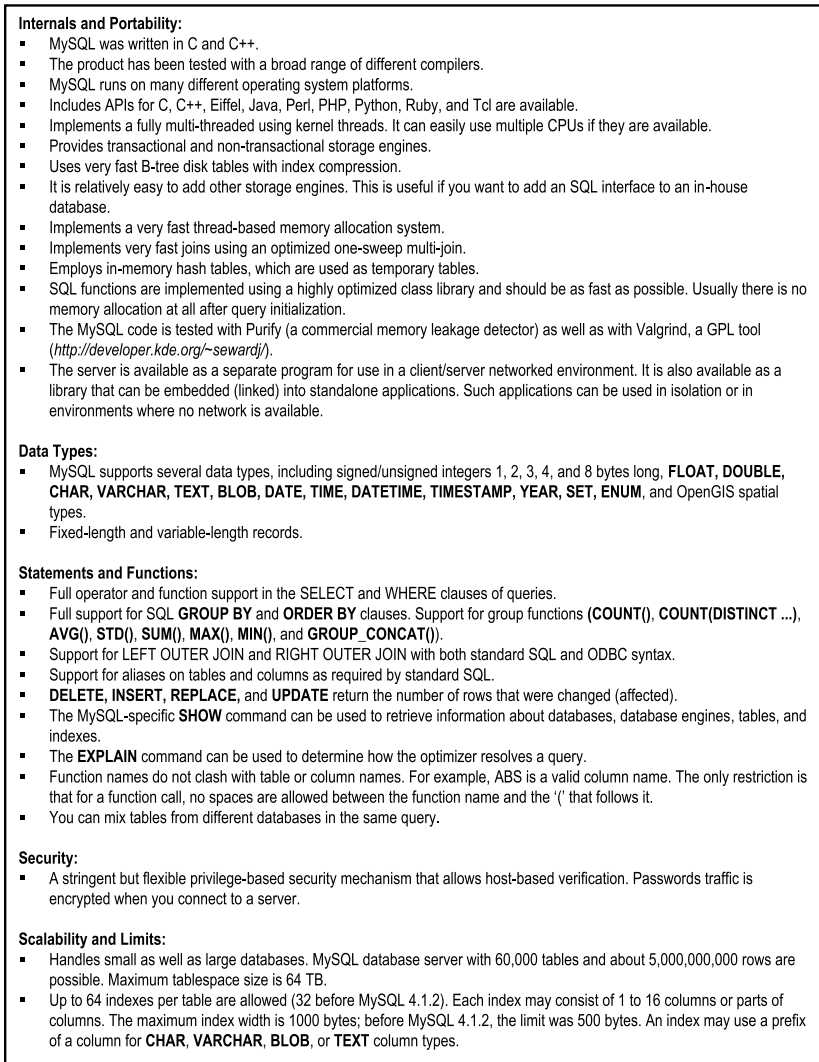 Internals and Portability:
▪ MySQL was written in C and C++.
▪ The product has been tested with a broad range of different compilers.
▪ MySQL runs on many different operating system platforms.
▪ Includes APIs for C, C++, Eiffel, Java, Perl, PHP, Python, Ruby, and Tcl are available.
▪ Implements a fully multi-threaded using kernel threads. It can easily use multiple CPUs if they are available.
▪ Provides transactional and non-transactional storage engines.
▪ Uses very fast B-tree disk tables with index compression.
▪ It is relatively easy to add other storage engines. This is useful if you want to add an SQL interface to an in-house
database.
▪ Implements a very fast thread-based memory allocation system.
▪ Implements very fast joins using an optimized one-sweep multi-join.
▪ Employs in-memory hash tables, which are used as temporary tables.
▪ SQL functions are implemented using a highly optimized class library and should be as fast as possible. Usually there is no
memory allocation at all after query initialization.
▪ The MySQL code is tested with Purify (a commercial memory leakage detector) as well as with Valgrind, a GPL tool
(http://developer.kde.org/~sewardj/).
▪ The server is available as a separate program for use in a client/server networked environment. It is also available as a
library that can be embedded (linked) into standalone applications. Such applications can be used in isolation or in
environments where no network is available.
Data Types:
▪ MySQL supports several data types, including signed/unsigned integers 1, 2, 3, 4, and 8 bytes long, FLOAT, DOUBLE,
CHAR, VARCHAR, TEXT, BLOB, DATE, TIME, DATETIME, TIMESTAMP, YEAR, SET, ENUM, and OpenGIS spatial
types.
▪ Fixed-length and variable-length records.
Statements and Functions:
▪ Full operator and function support in the SELECT and WHERE clauses of queries.
▪ Full support for SQL GROUP BY and ORDER BY clauses. Support for group functions (COUNT(), COUNT(DISTINCT ...),
AVG(), STD(), SUM(), MAX(), MIN(), and GROUP_CONCAT()).
▪ Support for LEFT OUTER JOIN and RIGHT OUTER JOIN with both standard SQL and ODBC syntax.
▪ Support for aliases on tables and columns as required by standard SQL.
▪ DELETE, INSERT, REPLACE, and UPDATE return the number of rows that were changed (affected).
▪ The MySQL-specific SHOW command can be used to retrieve information about databases, database engines, tables, and
indexes.
▪ The EXPLAIN command can be used to determine how the optimizer resolves a query.
▪ Function names do not clash with table or column names. For example, ABS is a valid column name. The only restriction is
that for a function call, no spaces are allowed between the function name and the ‘(’ that follows it.
▪ You can mix tables from different databases in the same query.
Security:
▪ A stringent but flexible privilege-based security mechanism that allows host-based verification. Passwords traffic is
encrypted when you connect to a server.
Scalability and Limits:
▪ Handles small as well as large databases. MySQL database server with 60,000 tables and about 5,000,000,000 rows are
possible. Maximum tablespace size is 64 TB.
▪ Up to 64 indexes per table are allowed (32 before MySQL 4.1.2). Each index may consist of 1 to 16 columns or parts of
columns. The maximum index width is 1000 bytes; before MySQL 4.1.2, the limit was 500 bytes. An index may use a prefix
of a column for CHAR, VARCHAR, BLOB, or TEXT column types.